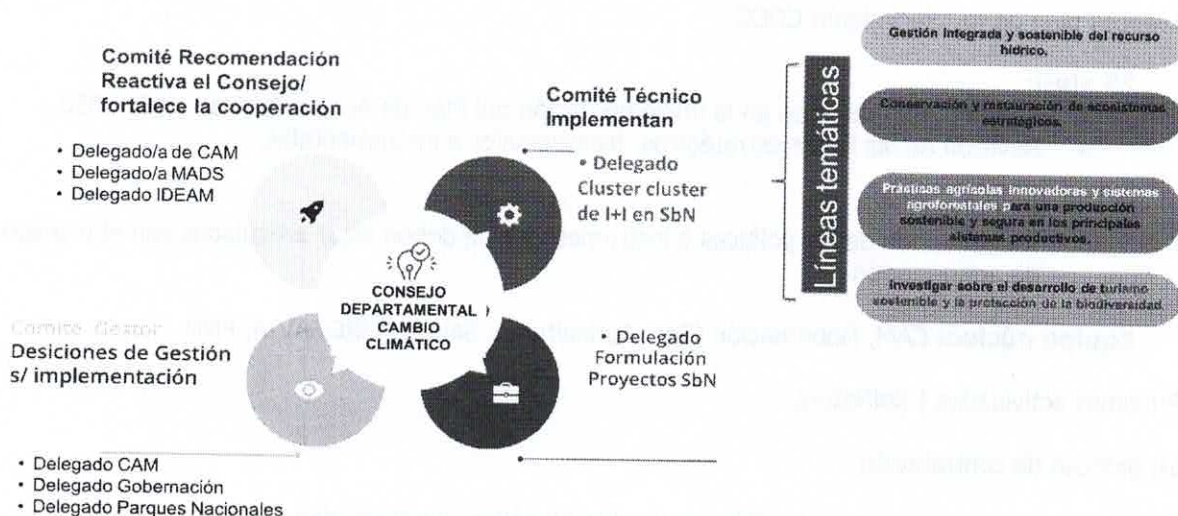 Comité Recomendación
Reactiva el Consejo/
fortalece la cooperación
• Delegado/a de CAM
• Delegado/a MADS
• Delegado IDEAM
Comité Técnico
Implementan
• Delegado
Cluster cluster
de I+I en SbN
• Delegado
Formulación
Proyectos SbN
CONSEJO
DEPARTAMENTAL
CAMBIO
CLIMÁTICO
Comité Gestor
Desiciones de Gestión
s/ implementación
• Delegado CAM
• Delegado Gobernación
• Delegado Parques Nacionales
Líneas temáticas
Gestión integrada y sostenible del recurso
hídrico.
Conservación y restauración de ecosistemas
estratégicos.
Prácticas agrícolas innovadoras y sistemas
agroforestales para una producción
sostenible y segura en los principales
sistemas productivos.
Investigar sobre el desarrollo de turismo
sostenible y la protección de la biodiversidad.